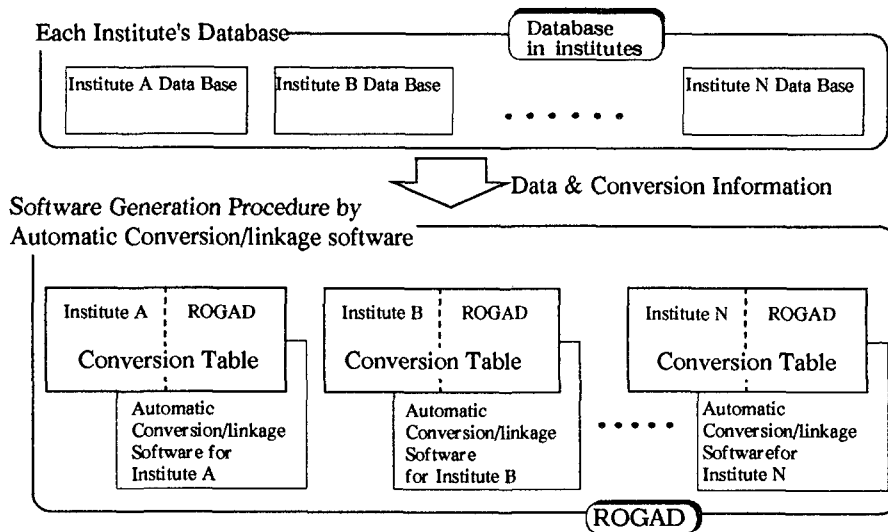 Each Institute's Database
Database
in institutes
Institute A Data Base
Institute B Data Base
Institute N Data Base
Data & Conversion Information
Software Generation Procedure by
Automatic Conversion/linkage software
Institute A
ROGAD
Conversion Table
Institute B
ROGAD
Conversion Table
Institute N
ROGAD
Conversion Table
Automatic
Conversion/linkage
Software for
Institute A
Automatic
Conversion/linkage
Software
for Institute B
Automatic
Conversion/linkage
Softwarefor
Institute N
ROGAD